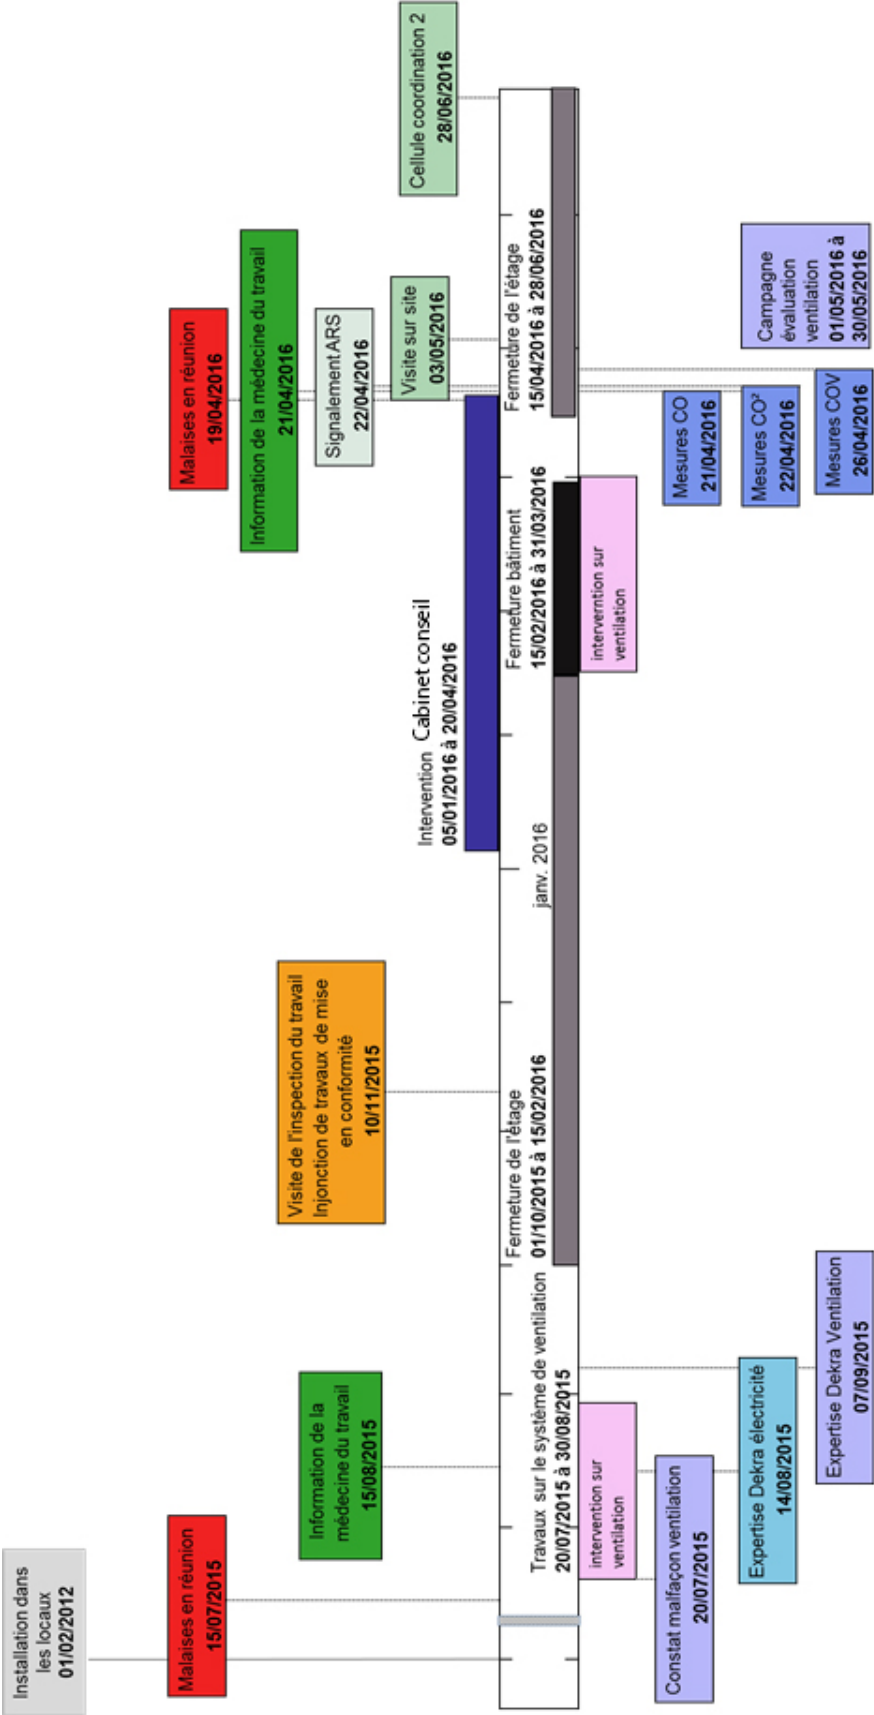 Installation dans
les locaux
01/02/2012
Malaises en réunion
15/07/2015
Information de la
médecine du travail
15/08/2015
Visite de l'inspection du travail
Injonction de travaux de mise
en conformité
10/11/2015
Malaises en réunion
19/04/2016
Information de la médecine du travail
21/04/2016
Signalement ARS
22/04/2016
Visite sur site
03/05/2016
Cellule coordination 2
28/06/2016
Intervention Cabinet conseil
05/01/2016 à 20/04/2016
Travaux sur le système de ventilation
20/07/2015 à 30/08/2015
Fermeture de l'étage
01/10/2015 à 15/02/2016
janv. 2016
Fermeture bâtiment
15/02/2016 à 31/03/2016
Fermeture de l'étage
15/04/2016 à 28/06/2016
intervention sur
ventilation
Constat malfaçon ventilation
20/07/2015
Expertise Dekra électricité
14/08/2015
Expertise Dekra Ventilation
07/09/2015
interverntion sur
ventilation
Mesures CO
21/04/2016
Mesures CO²
22/04/2016
Mesures COV
26/04/2016
Campagne
évaluation
ventilation
01/05/2016 à
30/05/2016